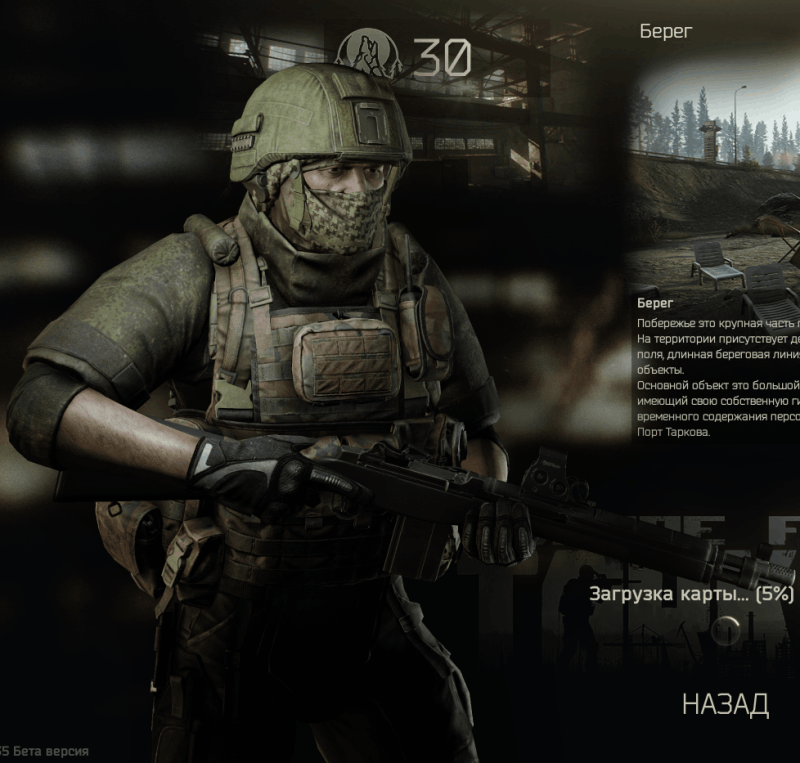 30
Берег
Берег
Побережье это крупная часть
На территории присутствует
поля, длинная береговая
объекты.
Основной объект это большой
имеющий свою собственную
временного содержания
Порт Таркова.
Загрузка карты... (5%)
НАЗАД
Бета версия